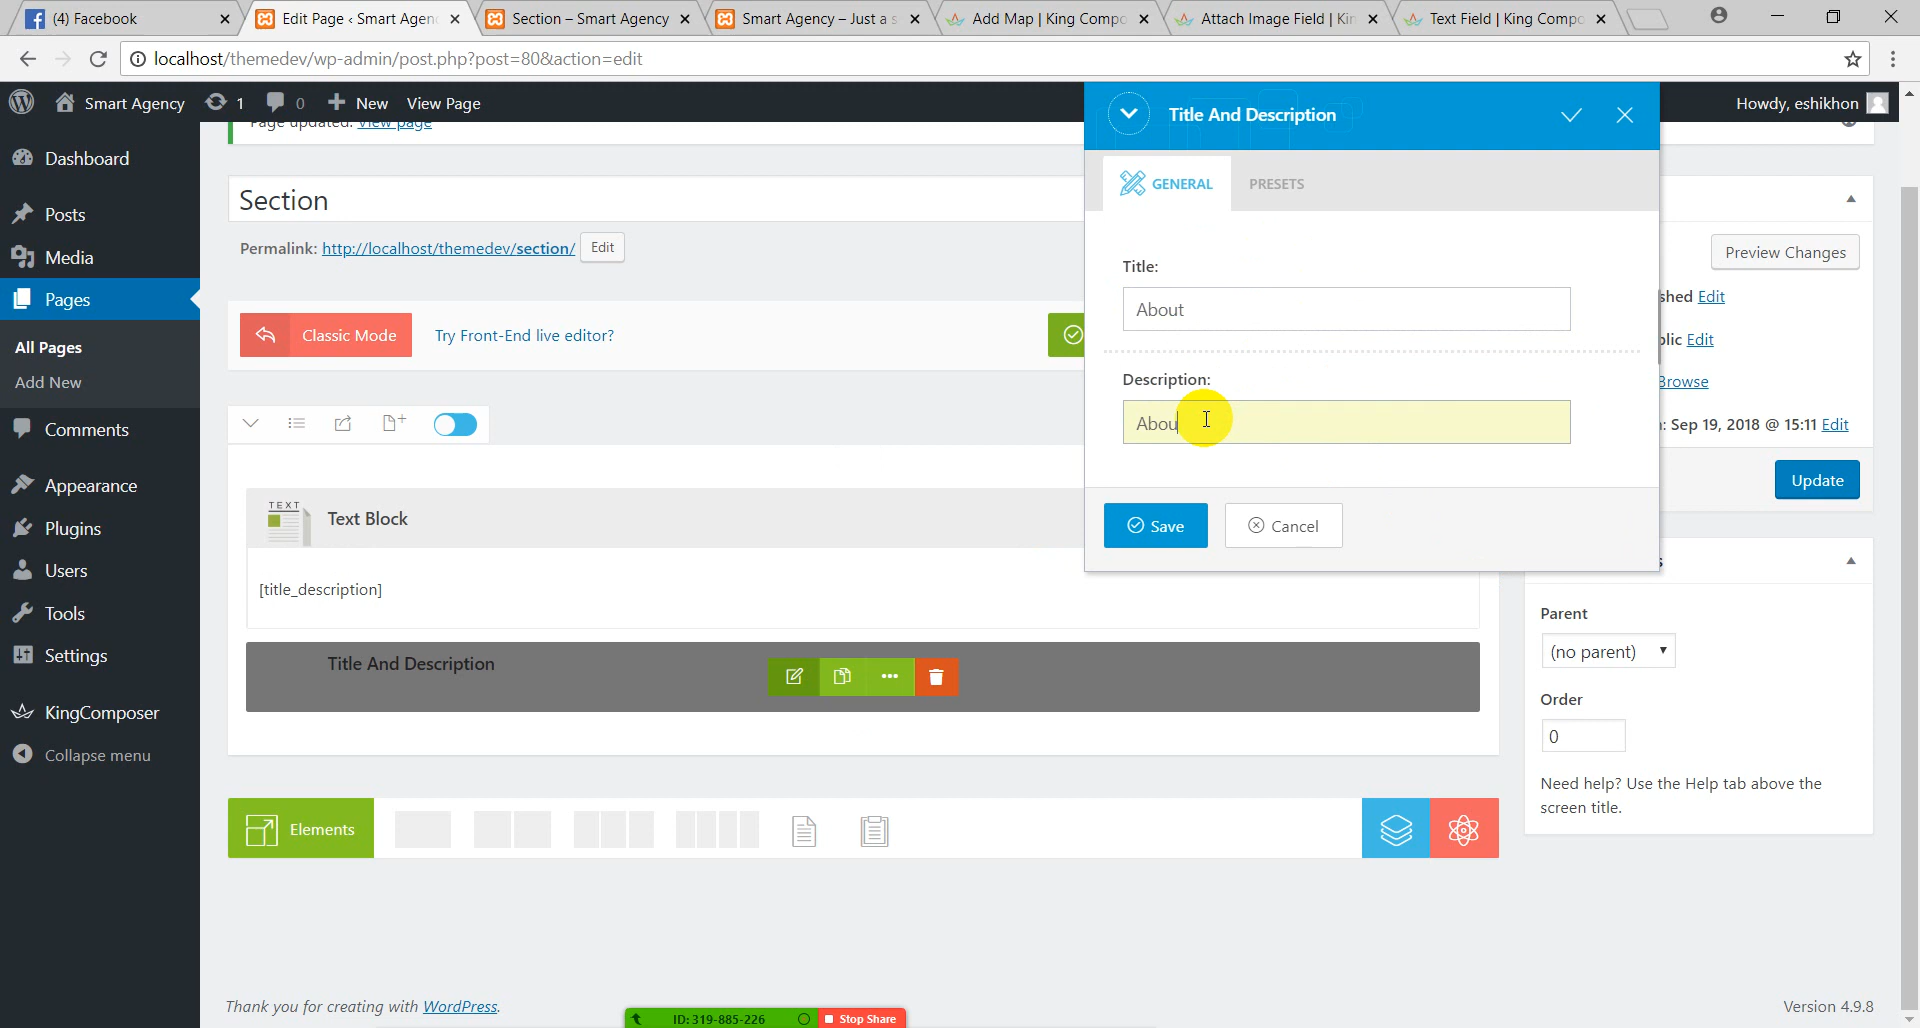 (4) Facebook
Edit Page ‹ Smart Agen
Section – Smart Agency
Smart Agency – Just a s
Add Map | King Compo
Attach Image Field | Kin
Text Field | King Compo
localhost/themedev/wp-admin/post.php?post=80&action=edit
Smart Agency
1
0
New
View Page
Howdy, eshikhon
Dashboard
Posts
Media
Pages
All Pages
Add New
Comments
Appearance
Plugins
Users
Tools
Settings
KingComposer
Collapse menu
Page updated. View page
Section
Permalink: http://localhost/themedev/section/
Edit
Classic Mode
Try Front-End live editor?
TEXT
Text Block
[title_description]
Title And Description
Elements
Title And Description
GENERAL
PRESETS
Title:
About
Description:
Abou
Save
Cancel
Preview Changes
shed Edit
blic Edit
Browse
: Sep 19, 2018 @ 15:11 Edit
Update
s
Parent
(no parent)
Order
0
Need help? Use the Help tab above the
screen title.
Thank you for creating with WordPress.
Version 4.9.8
ID: 319-885-226
Stop Share